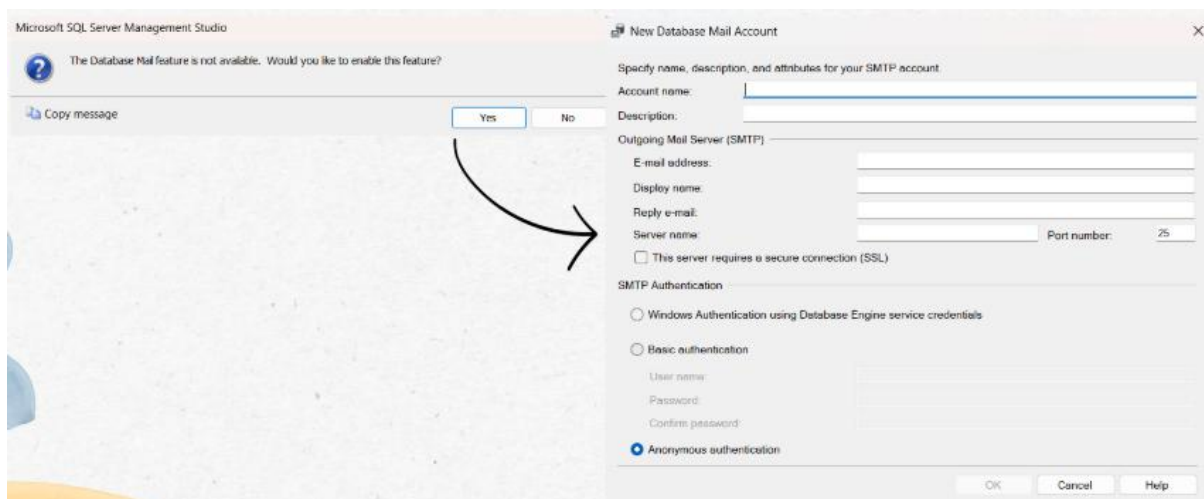 Microsoft SQL Server Management Studio
The Database Mail feature is not available. Would you like to enable this feature?
Copy message
Yes
No
New Database Mail Account
Specify name, description, and attributes for your SMTP account.
Account name:
Description:
Outgoing Mail Server (SMTP)
E-mail address:
Display name:
Reply e-mail:
Server name:
Port number: 25
This server requires a secure connection (SSL)
SMTP Authentication
Windows Authentication using Database Engine service credentials
Basic authentication
User name:
Password:
Confirm password:
Anonymous authentication
OK
Cancel
Help